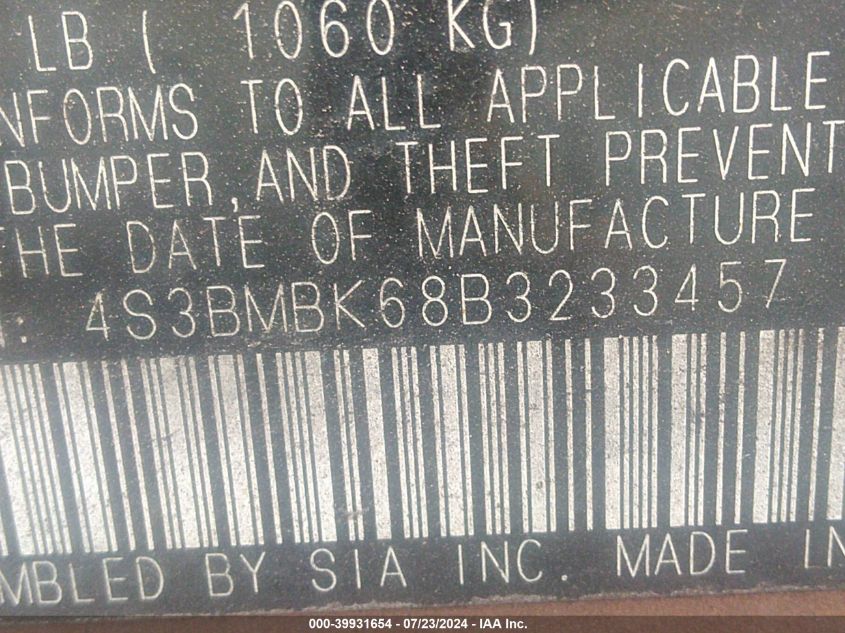 LB ( 1060 KG)
NFORMS TO ALL APPLICABLE
BUMPER, AND THEFT PREVENT
HE DATE OF MANUFACTURE
: 4S3BMBK68B3233457
MBLED BY SIA INC. MADE IN
000-39931654 - 07/23/2024 - IAA Inc.